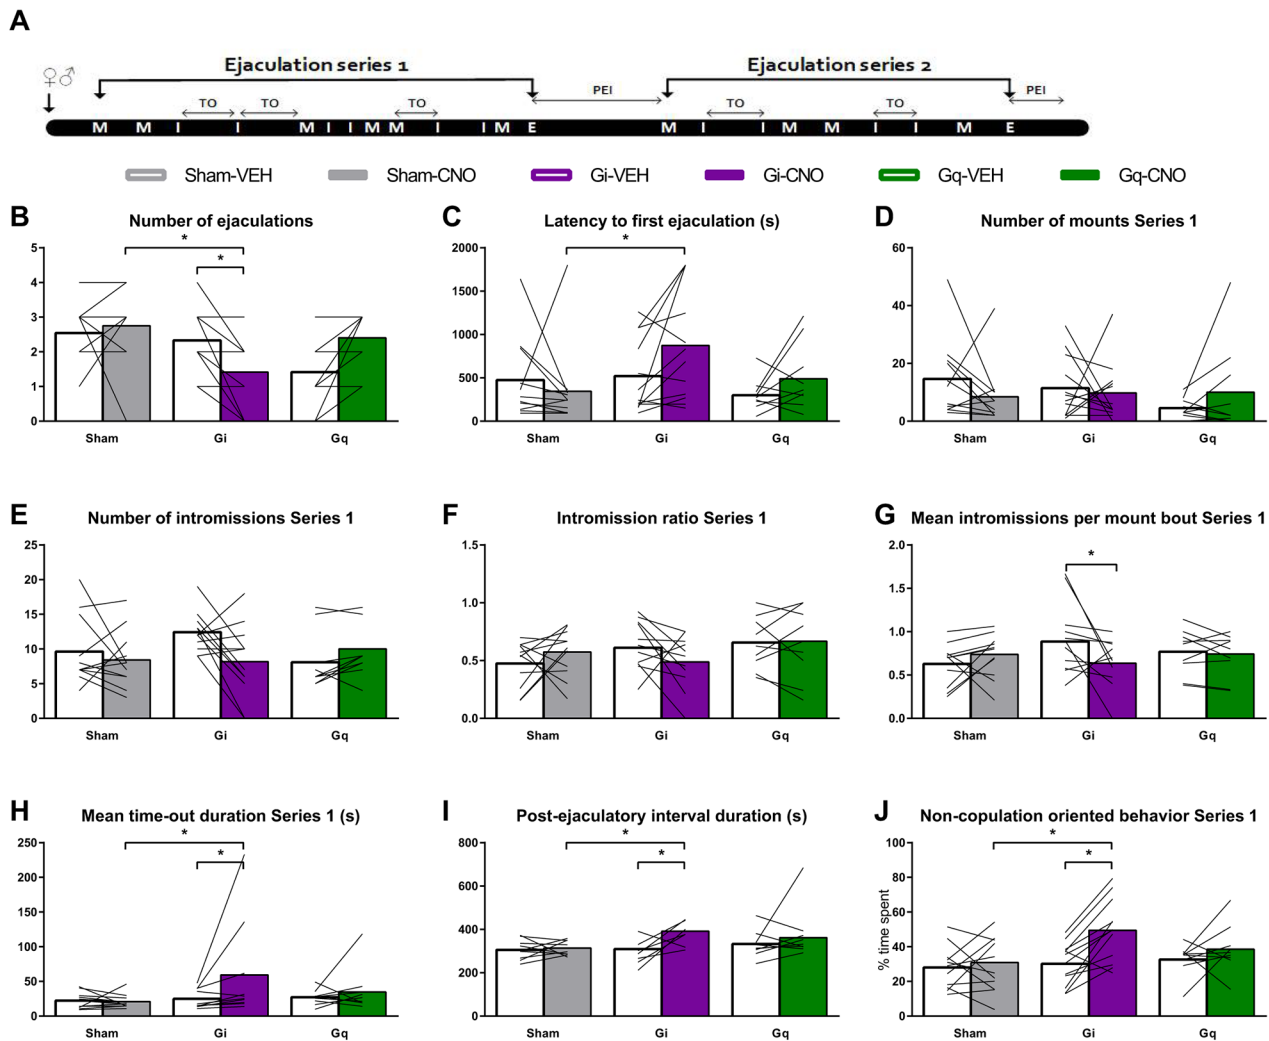 A
Ejaculation series 1
Ejaculation series 2
♀♂
TO TO TO PEI TO TO PEI
M M I I M I I M M I I M E M I I M M I I M E
Sham-VEH Sham-CNO Gi-VEH Gi-CNO Gq-VEH Gq-CNO
B Number of ejaculations
* *
5
4
3
2
1
0
Sham Gi Gq
C Latency to first ejaculation (s)
*
2000
1500
1000
500
0
Sham Gi Gq
D Number of mounts Series 1
60
40
20
0
Sham Gi Gq
E Number of intromissions Series 1
25
20
15
10
5
0
Sham Gi Gq
F Intromission ratio Series 1
1.5
1.0
0.5
0.0
Sham Gi Gq
G Mean intromissions per mount bout Series 1
*
2.0
1.5
1.0
0.5
0.0
Sham Gi Gq
H Mean time-out duration Series 1 (s)
* *
250
200
150
100
50
0
Sham Gi Gq
I Post-ejaculatory interval duration (s)
* *
800
600
400
200
0
Sham Gi Gq
J Non-copulation oriented behavior Series 1
* *
% time spent
100
80
60
40
20
0
Sham Gi Gq